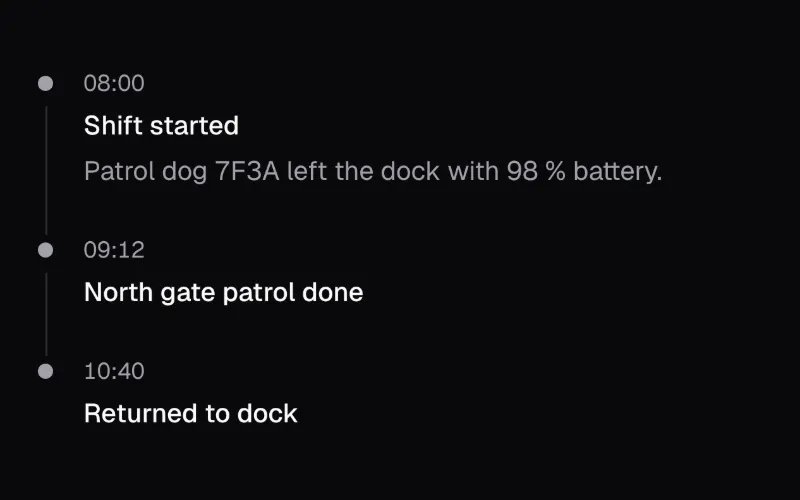 08:00
Shift started
Patrol dog 7F3A left the dock with 98 % battery.
09:12
North gate patrol done
10:40
Returned to dock